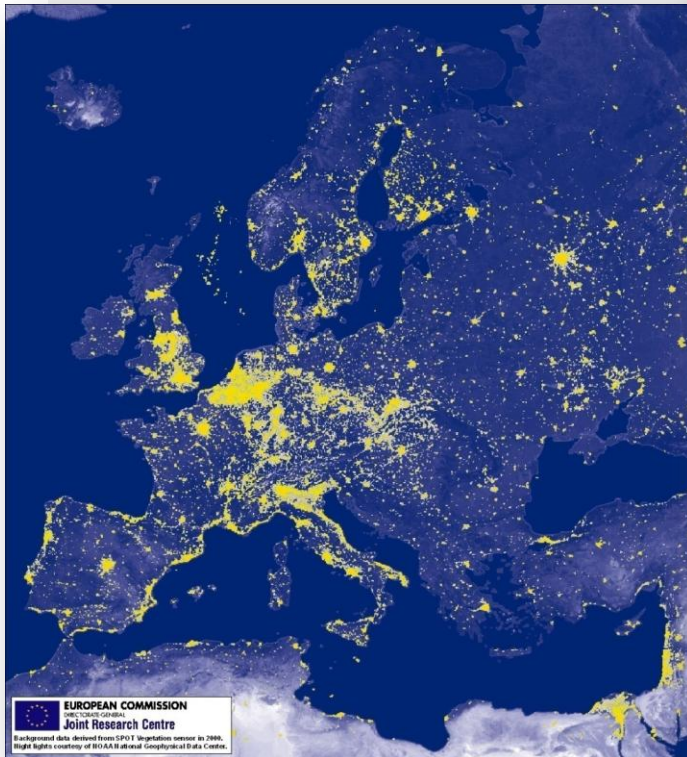 EUROPEAN COMMISSION
DIRECTORATE-GENERAL
Joint Research Centre
Background data derived from SPOT Vegetation sensor in 2000.
Night lights courtesy of NOAA National Geophysical Data Center.